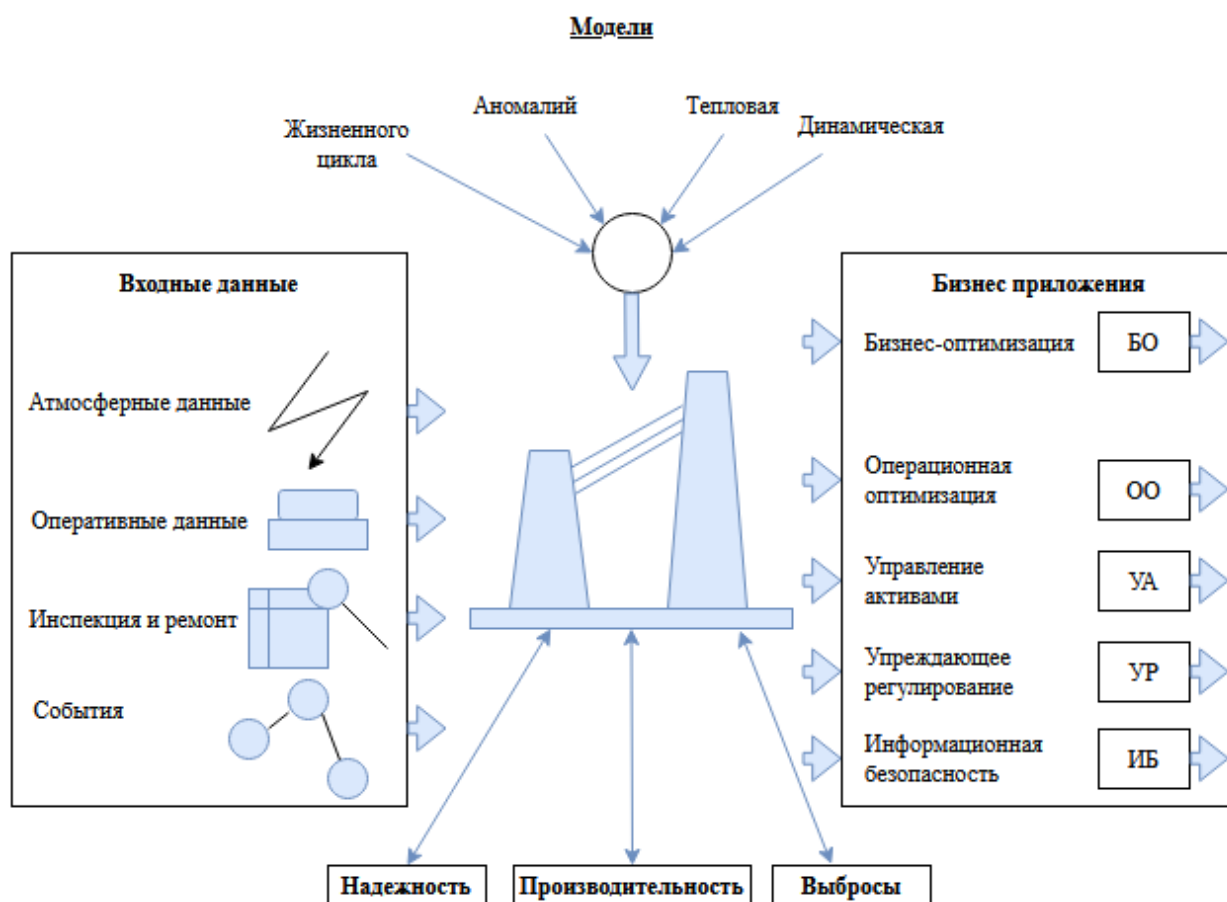 Модели
Аномалий
Тепловая
Жизненного
цикла
Динамическая
Входные данные
Атмосферные данные
Оперативные данные
Инспекция и ремонт
События
Бизнес приложения
Бизнес-оптимизация
БО
Операционная
оптимизация
ОО
Управление
активами
УА
Упреждающее
регулирование
УР
Информационная
безопасность
ИБ
Надежность
Производительность
Выбросы